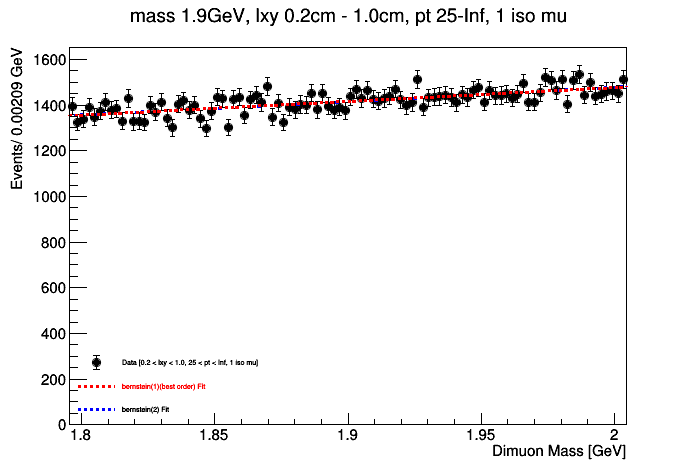 mass 1.9GeV, lxy 0.2cm - 1.0cm, pt 25-Inf, 1 iso mu
Events/ 0.00209 GeV
1600
1400
1200
1000
800
600
400
200
0
Data [0.2 < lxy < 1.0, 25 < pt < Inf, 1 iso mu]
bernstein(1)(best order) Fit
bernstein(2) Fit
1.8 1.85 1.9 1.95 2
Dimuon Mass [GeV]